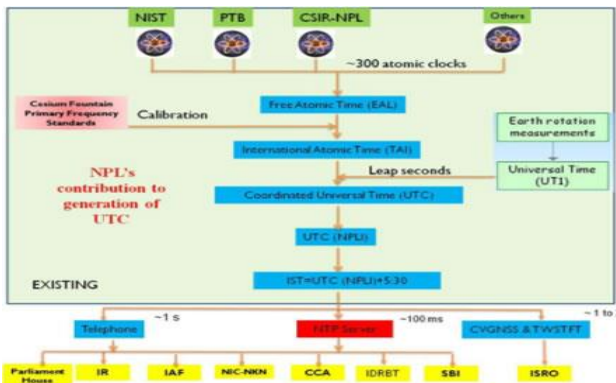 NIST PTB CSIR-NPL Others
~300 atomic clocks
Free Atomic Time (EAL)
Cesium Fountain
Primary Frequency
Standards
Calibration
Earth rotation
measurements
International Atomic Time (TAI)
Leap seconds
Universal Time
(UT1)
NPL's
contribution to
generation of
UTC
Coordinated Universal Time (UTC)
UTC (NPLI)
IST=UTC (NPLI)+5:30
EXISTING
~1 s ~100 ms ~ 1 to
Telephone NTP Server CVGNSS & TWSTFT
Parliament
House
IR IAF NIC-NKN CCA IDRBT SBI ISRO